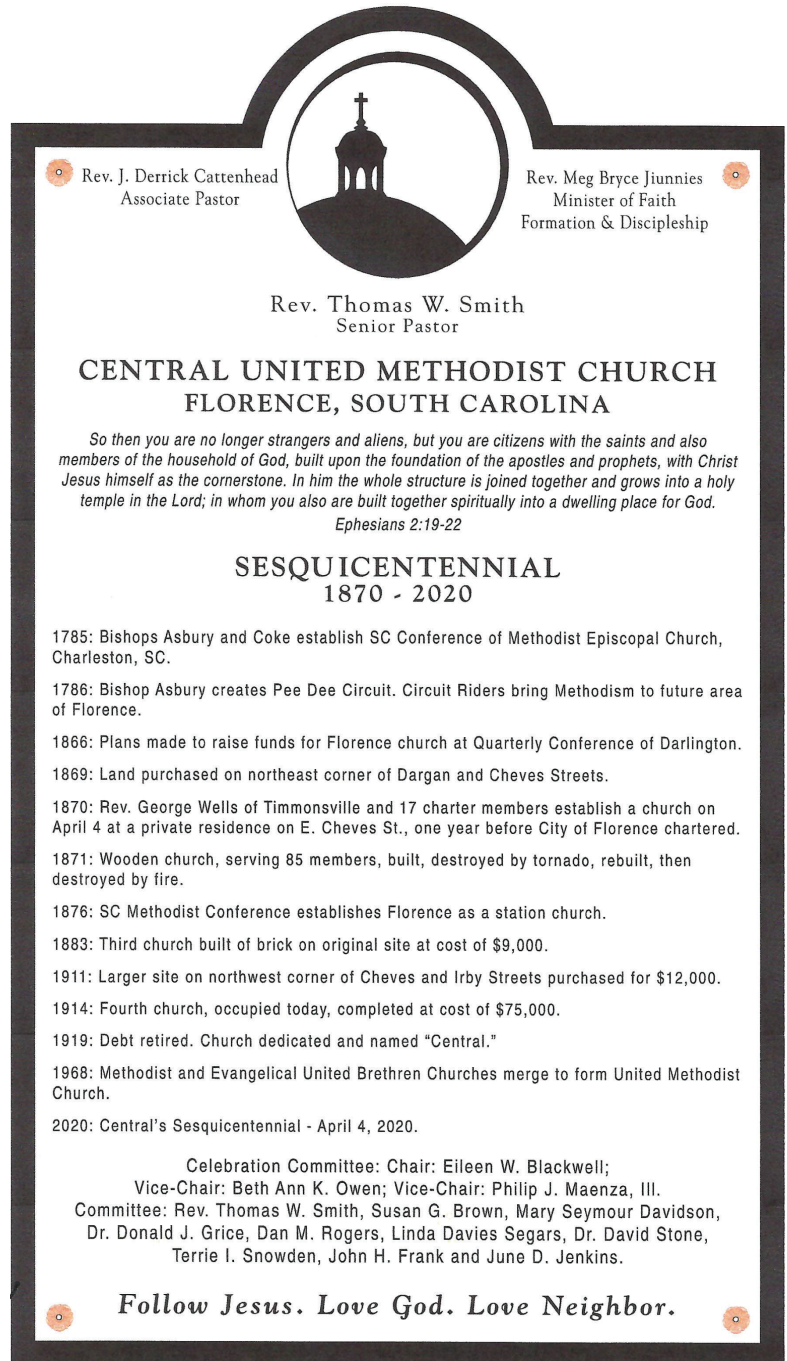 Rev. J. Derrick Cattenhead
Associate Pastor
Rev. Meg Bryce Jiunnies
Minister of Faith
Formation & Discipleship
Rev. Thomas W. Smith
Senior Pastor
CENTRAL UNITED METHODIST CHURCH
FLORENCE, SOUTH CAROLINA
So then you are no longer strangers and aliens, but you are citizens with the saints and also
members of the household of God, built upon the foundation of the apostles and prophets, with Christ
Jesus himself as the cornerstone. In him the whole structure is joined together and grows into a holy
temple in the Lord; in whom you also are built together spiritually into a dwelling place for God.
Ephesians 2:19-22
SESQUICENTENNIAL
1870 - 2020
1785: Bishops Asbury and Coke establish SC Conference of Methodist Episcopal Church,
Charleston, SC.
1786: Bishop Asbury creates Pee Dee Circuit. Circuit Riders bring Methodism to future area
of Florence.
1866: Plans made to raise funds for Florence church at Quarterly Conference of Darlington.
1869: Land purchased on northeast corner of Dargan and Cheves Streets.
1870: Rev. George Wells of Timmonsville and 17 charter members establish a church on
April 4 at a private residence on E. Cheves St., one year before City of Florence chartered.
1871: Wooden church, serving 85 members, built, destroyed by tornado, rebuilt, then
destroyed by fire.
1876: SC Methodist Conference establishes Florence as a station church.
1883: Third church built of brick on original site at cost of $9,000.
1911: Larger site on northwest corner of Cheves and Irby Streets purchased for $12,000.
1914: Fourth church, occupied today, completed at cost of $75,000.
1919: Debt retired. Church dedicated and named “Central.”
1968: Methodist and Evangelical United Brethren Churches merge to form United Methodist
Church.
2020: Central’s Sesquicentennial - April 4, 2020.
Celebration Committee: Chair: Eileen W. Blackwell;
Vice-Chair: Beth Ann K. Owen; Vice-Chair: Philip J. Maenza, III.
Committee: Rev. Thomas W. Smith, Susan G. Brown, Mary Seymour Davidson,
Dr. Donald J. Grice, Dan M. Rogers, Linda Davies Segars, Dr. David Stone,
Terrie I. Snowden, John H. Frank and June D. Jenkins.
Follow Jesus. Love God. Love Neighbor.